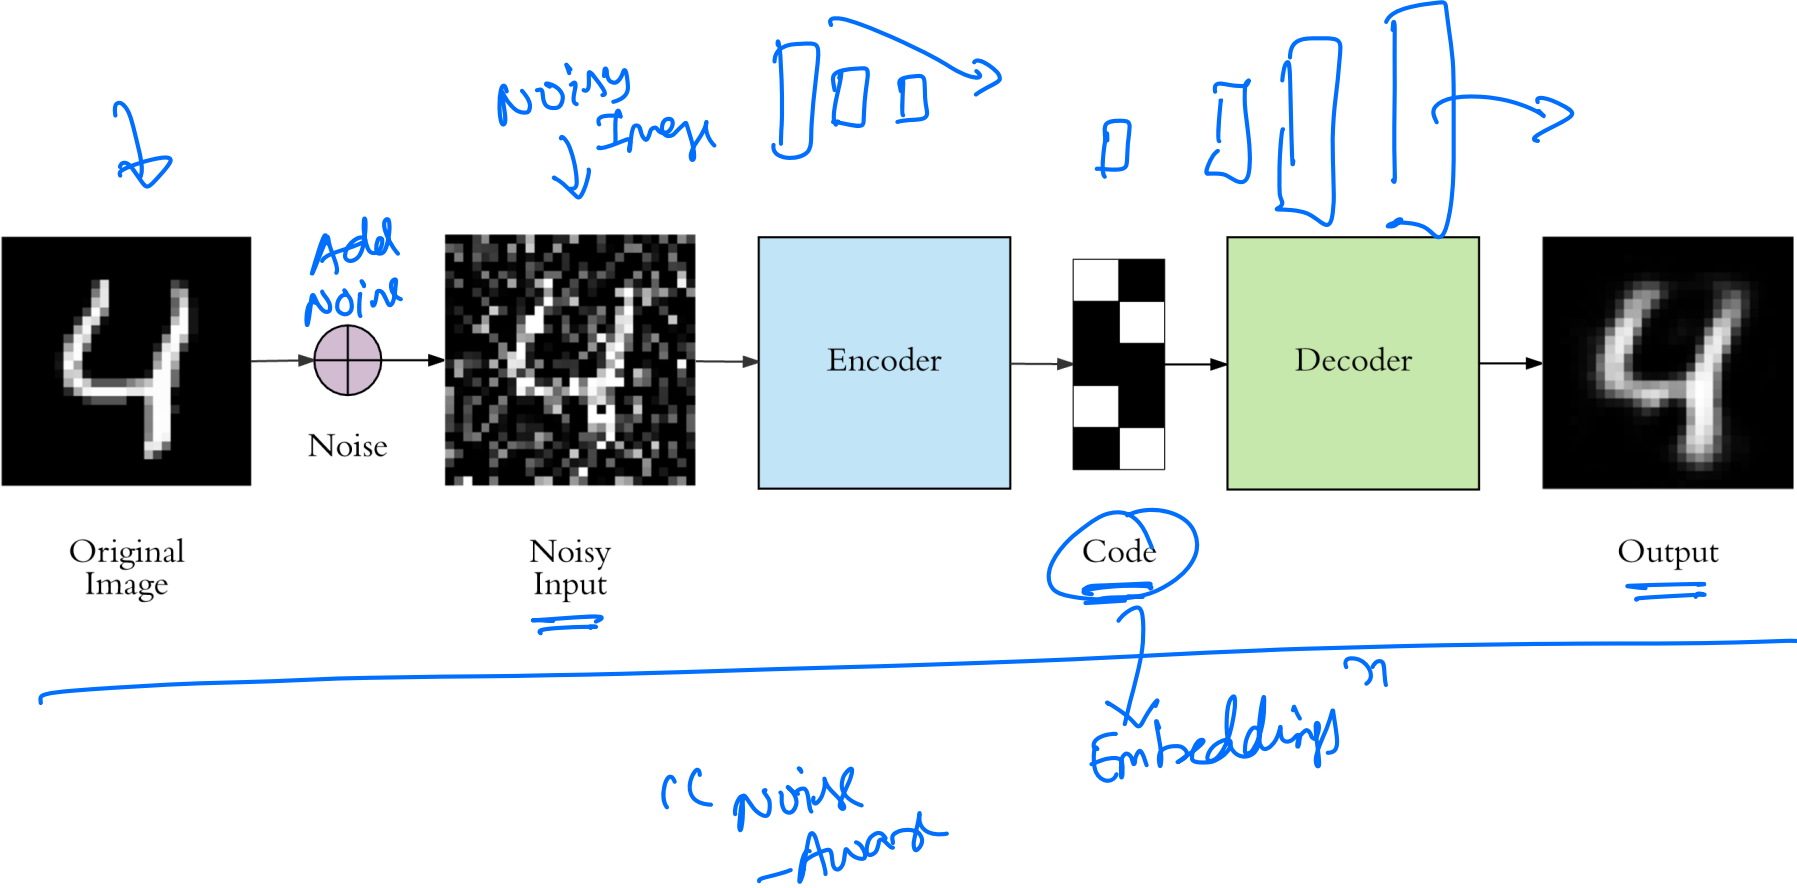 Noisy
Image
Add
Noise
Encoder
Decoder
Noise
Original
Image
Noisy
Input
Code
Output
Embeddings"
"Noise
-Aware